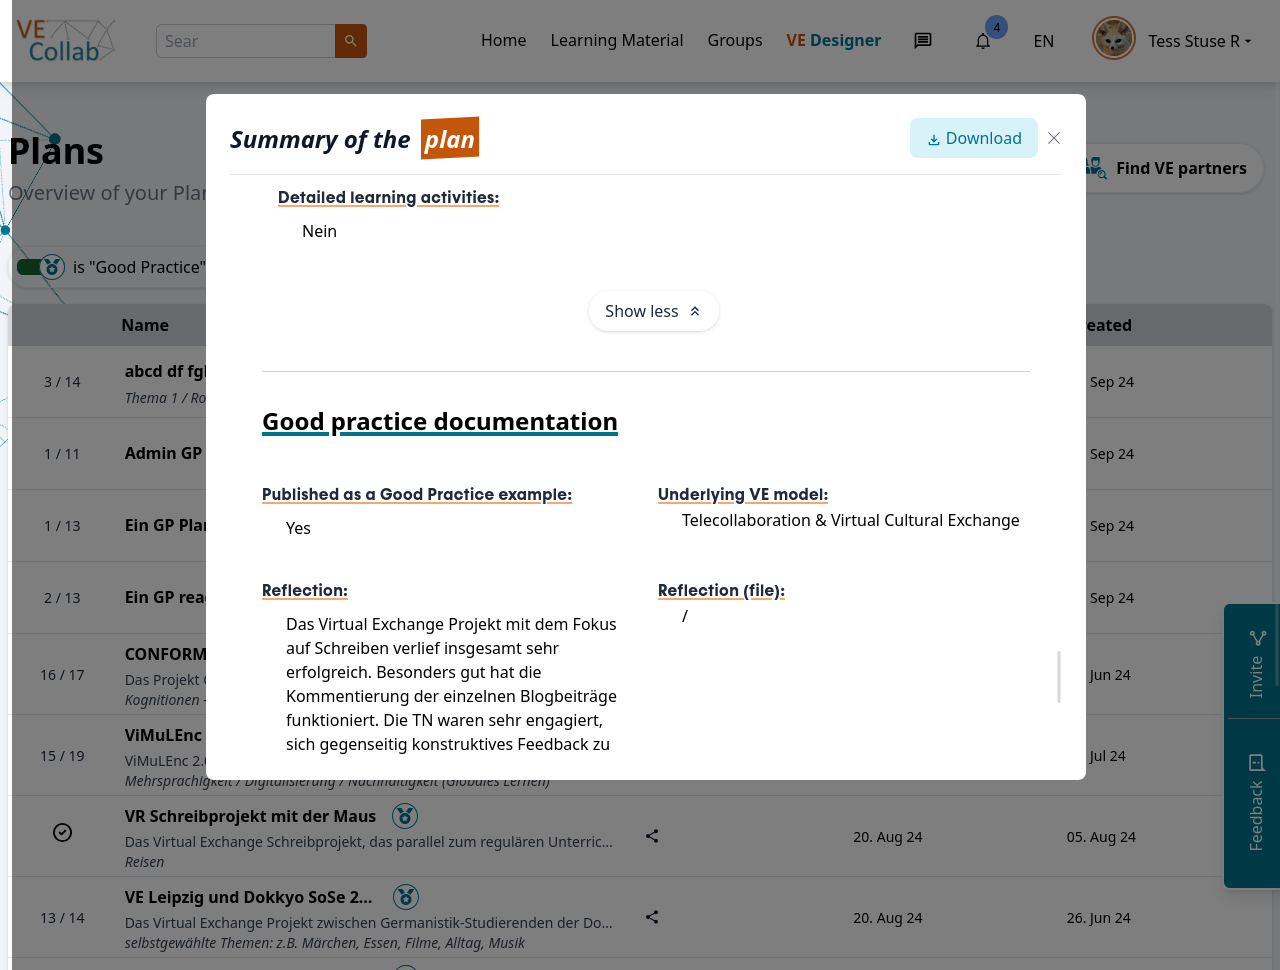 VE
Collab
Sear
Home
Learning Material
Groups
VE Designer
4
EN
Tess Stuse R
Plans
Overview of your Plan
Find VE partners
is "Good Practice"
Summary of the plan
Download
Detailed learning activities:
Nein
Show less
Good practice documentation
Published as a Good Practice example:
Yes
Underlying VE model:
Telecollaboration & Virtual Cultural Exchange
Reflection:
Das Virtual Exchange Projekt mit dem Fokus
auf Schreiben verlief insgesamt sehr
erfolgreich. Besonders gut hat die
Kommentierung der einzelnen Blogbeiträge
funktioniert. Die TN waren sehr engagiert,
sich gegenseitig konstruktives Feedback zu
Reflection (file):
/
Name
eated
3 / 14
abcd df fgl
Thema 1 / Ro
Sep 24
1 / 11
Admin GP
Sep 24
1 / 13
Ein GP Plan
Sep 24
2 / 13
Ein GP read
Sep 24
16 / 17
CONFORM
Das Projekt
Kognitionen -
Jun 24
15 / 19
ViMuLEnc
ViMuLEnc 2.0
Mehrsprachigkeit / Digitalisierung / Nachhaltigkeit (Globales Lernen)
Jul 24
VR Schreibprojekt mit der Maus
Das Virtual Exchange Schreibprojekt, das parallel zum regulären Unterric...
Reisen
20. Aug 24
05. Aug 24
13 / 14
VE Leipzig und Dokkyo SoSe 2...
Das Virtual Exchange Projekt zwischen Germanistik-Studierenden der Do...
selbstgewählte Themen: z.B. Märchen, Essen, Filme, Alltag, Musik
20. Aug 24
26. Jun 24
Invite
Feedback